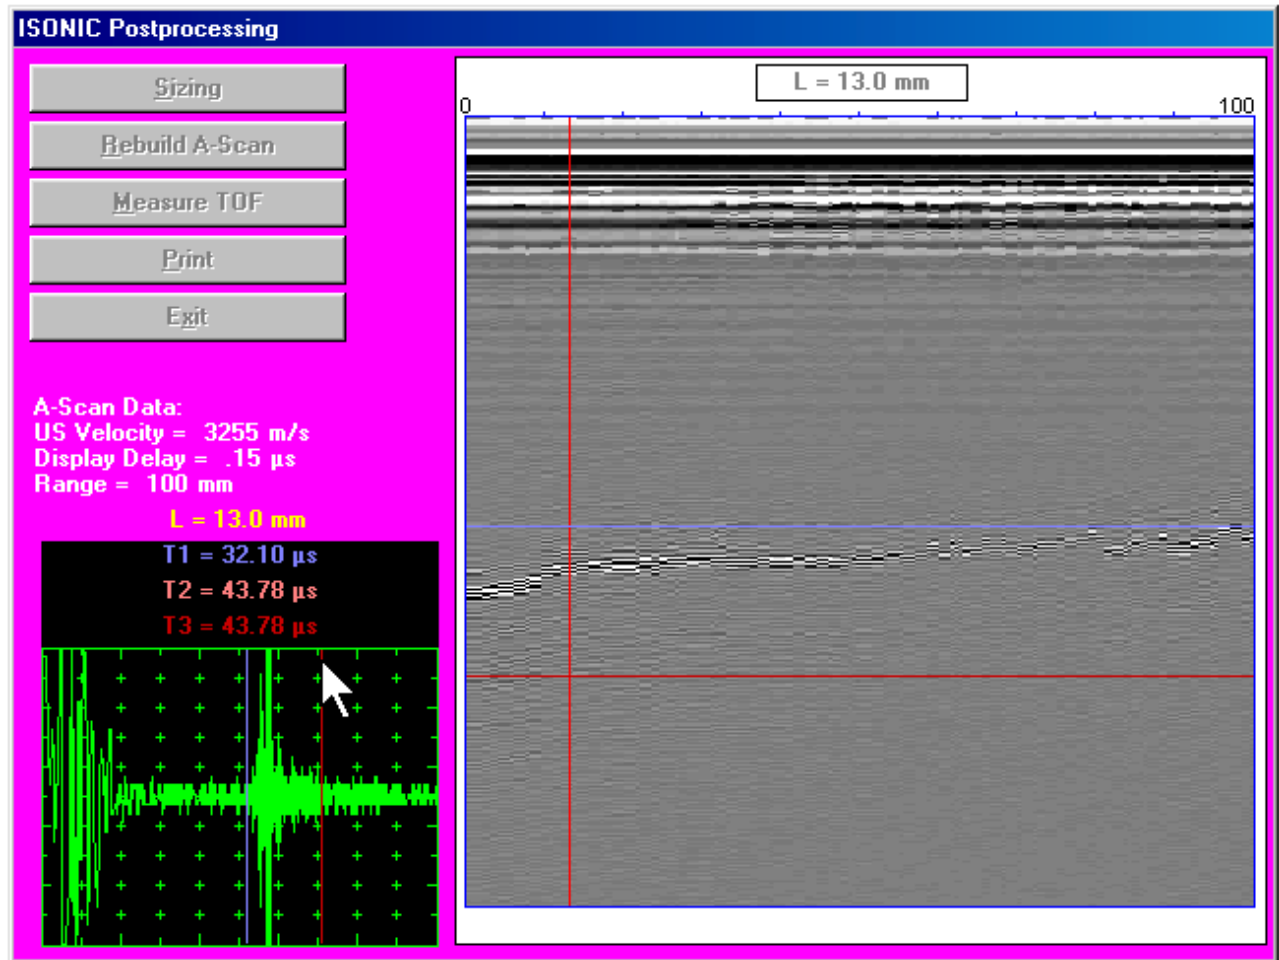 ISONIC Postprocessing
Sizing
Rebuild A-Scan
Measure TOF
Print
Exit
A-Scan Data:
US Velocity = 3255 m/s
Display Delay = .15 µs
Range = 100 mm
L = 13.0 mm
T1 = 32.10 µs
T2 = 43.78 µs
T3 = 43.78 µs
L = 13.0 mm
0 100